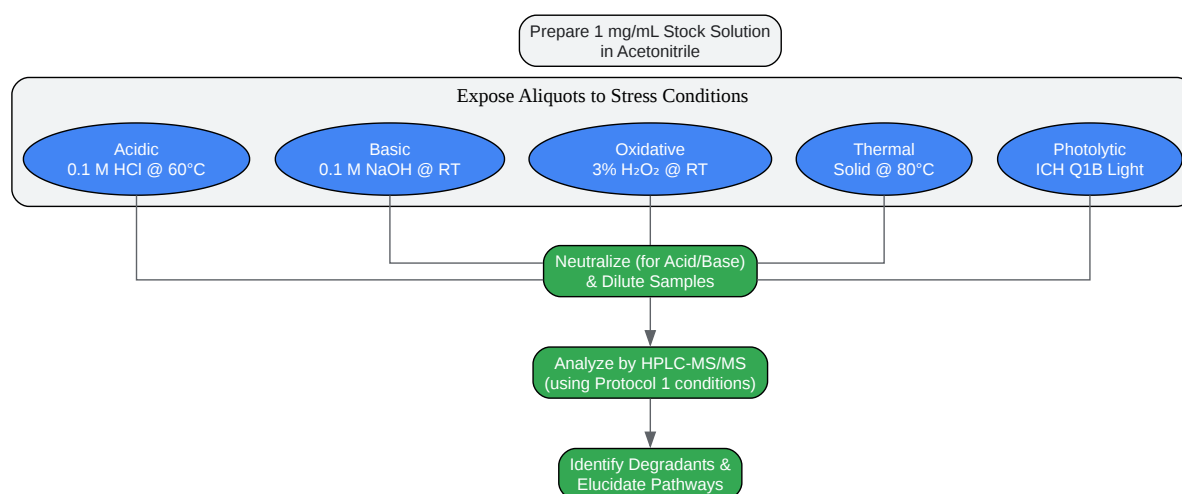 Prepare 1 mg/mL Stock Solution
in Acetonitrile
Expose Aliquots to Stress Conditions
Acidic
0.1 M HCl @ 60°C
Basic
0.1 M NaOH @ RT
Oxidative
3% H₂O₂ @ RT
Thermal
Solid @ 80°C
Photolytic
ICH Q1B Light
Neutralize (for Acid/Base)
& Dilute Samples
Analyze by HPLC-MS/MS
(using Protocol 1 conditions)
Identify Degradants &
Elucidate Pathways